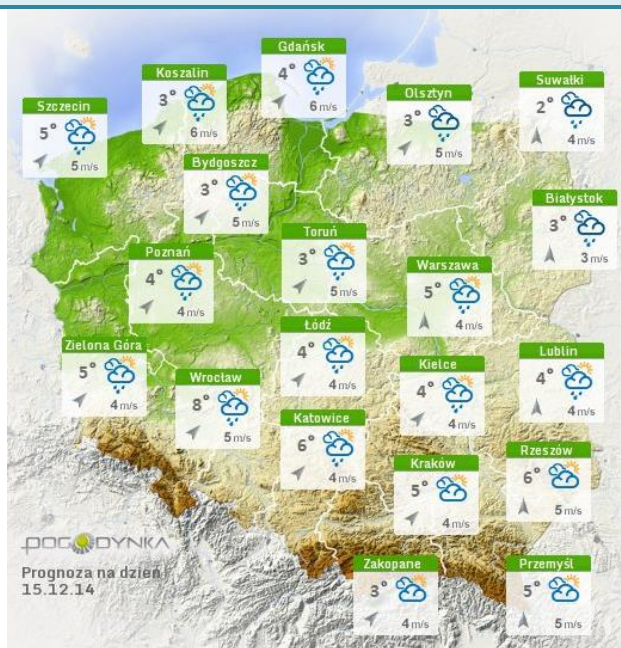 Gdańsk
4°
6 m/s
Koszalin
3°
6 m/s
Suwałki
2°
4 m/s
Olsztyn
3°
5 m/s
Szczecin
5°
5 m/s
Bydgoszcz
3°
5 m/s
Białystok
3°
3 m/s
Toruń
3°
5 m/s
Poznań
4°
4 m/s
Warszawa
5°
4 m/s
Łódź
4°
4 m/s
Zielona Góra
5°
4 m/s
Lublin
4°
4 m/s
Kielce
4°
4 m/s
Wrocław
8°
5 m/s
Katowice
6°
4 m/s
Rzeszów
6°
5 m/s
Kraków
5°
4 m/s
POGODYNKA
Prognoza na dzień
15.12.14
Zakopane
3°
4 m/s
Przemyśl
5°
5 m/s